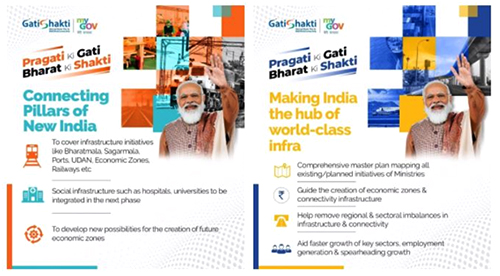 GatiShakti
my
GOV
Pragati Ki Gati
Bharat Ki Shakti
Connecting
Pillars of
New India
To cover infrastructure initiatives
like Bharatmala, Sagarmala,
Ports, UDAN, Economic Zones,
Railways etc
Social infrastructure such as hospitals, universities to
be integrated in the next phase
To develop new possibilities for the creation of future
economic zones
GatiShakti
my
GOV
Pragati Ki Gati
Bharat Ki Shakti
Making India
the hub of
world-class
infra
Comprehensive master plan mapping all
existing/planned initiatives of Ministries
₹
Guide the creation of economic zones &
connectivity infrastructure
Help remove regional & sectoral imbalances in
infrastructure & connectivity
Aid faster growth of key sectors, employment
generation & spearheading growth